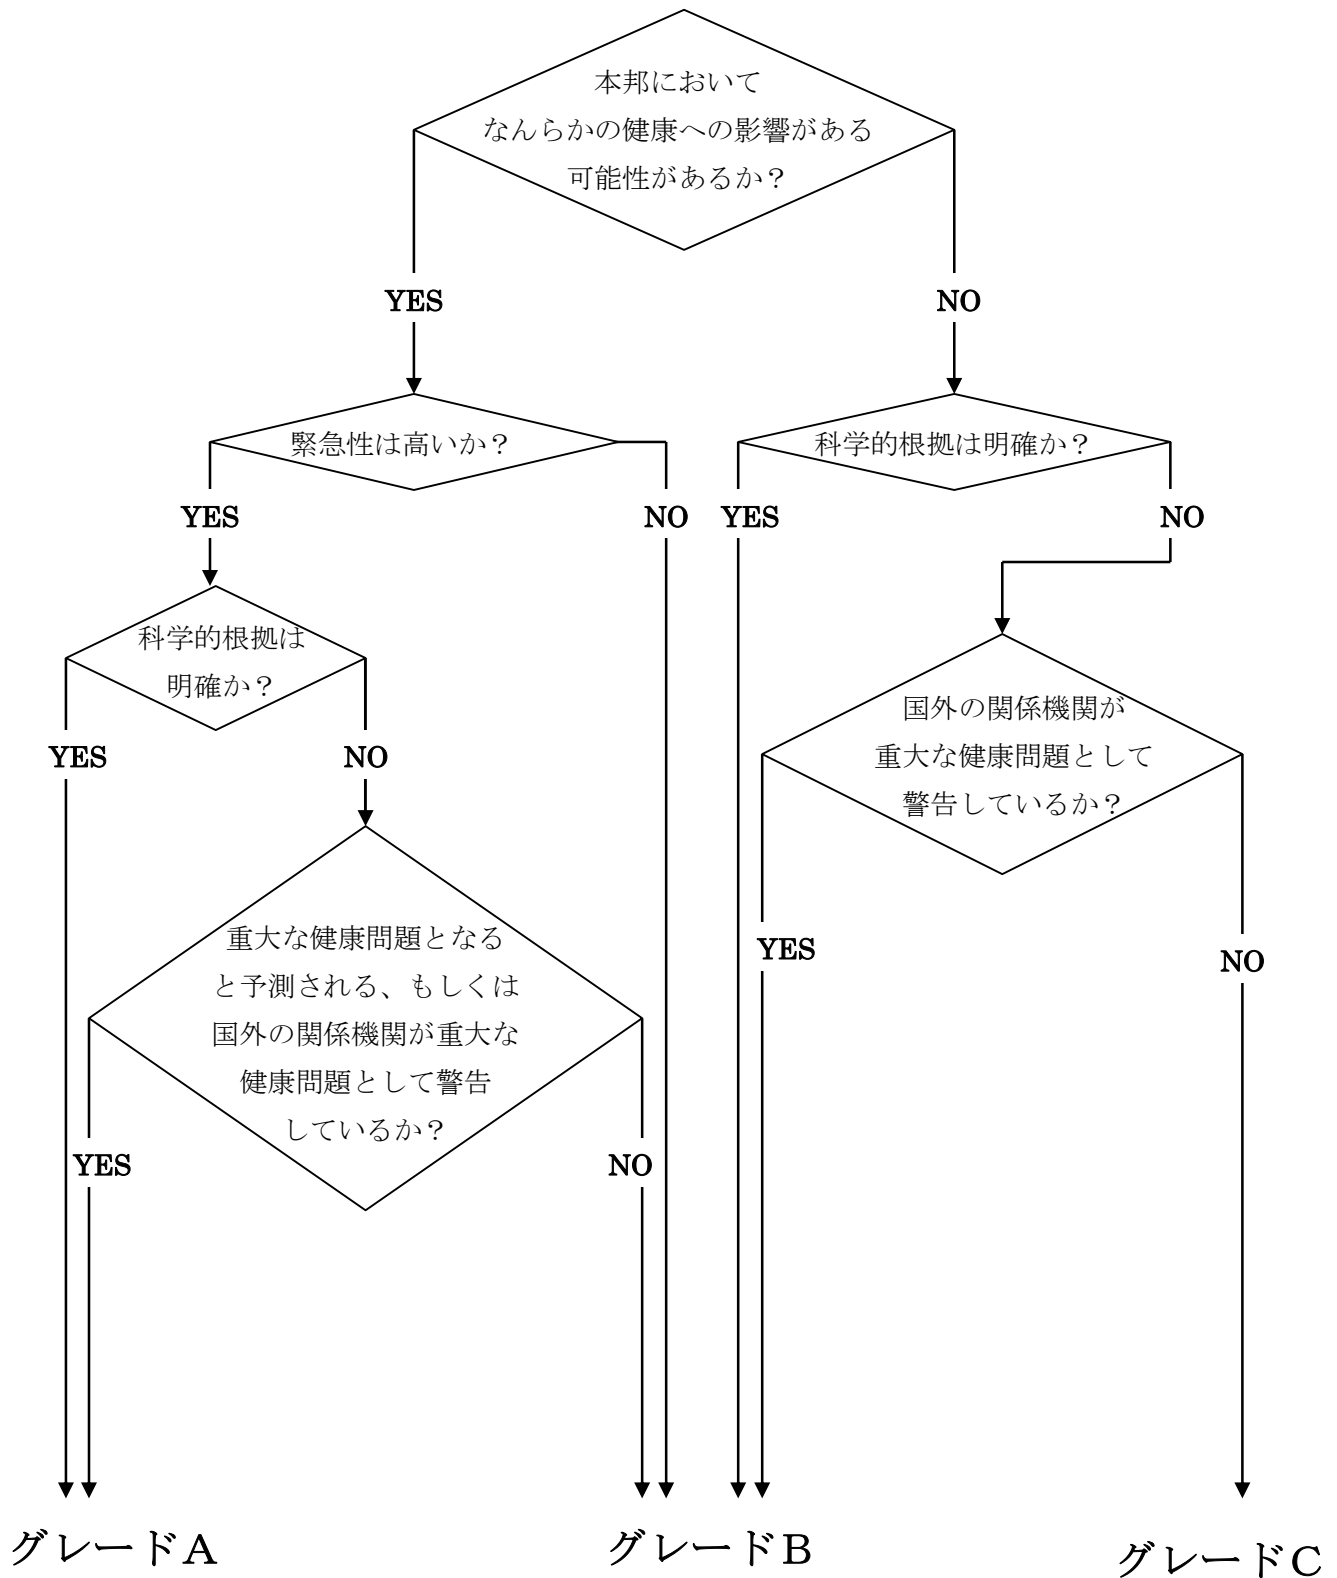 本邦において
なんらかの健康への影響がある
可能性があるか？
YES
NO
緊急性は高いか？
科学的根拠は明確か？
YES
NO
YES
NO
科学的根拠は
明確か？
国外の関係機関が
重大な健康問題として
警告しているか？
YES
NO
重大な健康問題となる
と予測される、もしくは
国外の関係機関が重大な
健康問題として警告
しているか？
YES
NO
YES
NO
グレードA
グレードB
グレードC